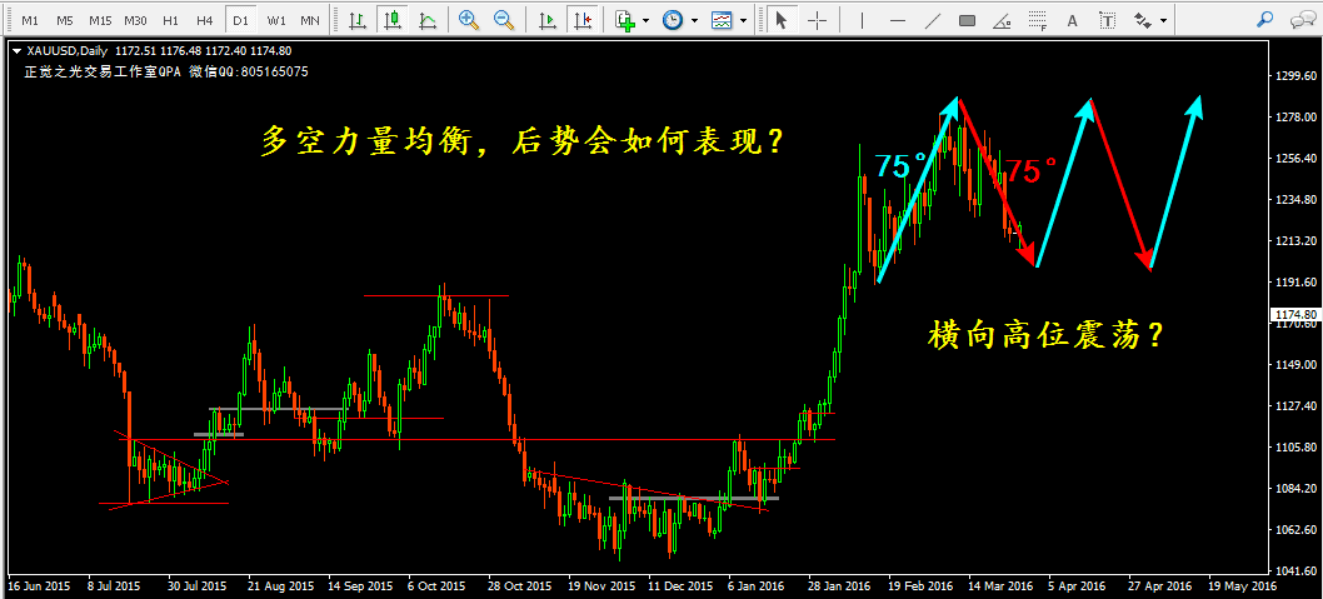 M1 M5 M15 M30 H1 H4 D1 W1 MN A T
XAUUSD,Daily 1172.51 1176.48 1172.40 1174.80
正觉之光交易工作室QPA 微信QQ:805165075
多空力量均衡，后势会如何表现？
75°
75°
横向高位震荡？
1299.60
1278.00
1256.40
1234.80
1213.20
1191.60
1174.80
1170.60
1149.00
1127.40
1105.80
1084.20
1062.60
1041.60
16 Jun 2015 8 Jul 2015 30 Jul 2015 21 Aug 2015 14 Sep 2015 6 Oct 2015 28 Oct 2015 19 Nov 2015 11 Dec 2015 6 Jan 2016 28 Jan 2016 19 Feb 2016 14 Mar 2016 5 Apr 2016 27 Apr 2016 19 May 2016